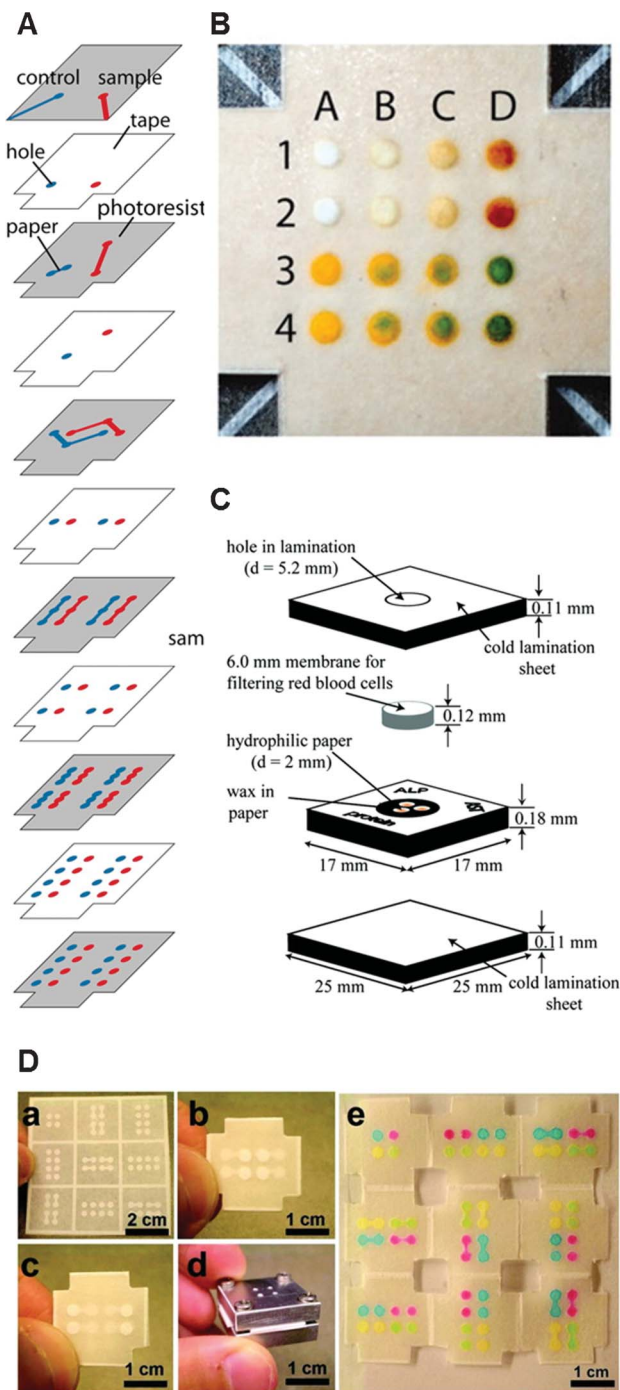 A
control
sample
tape
hole
photoresist
paper
sam
B
A B C D
1
2
3
4
C
hole in lamination
(d = 5.2 mm)
0.11 mm
cold lamination
sheet
6.0 mm membrane for
filtering red blood cells
0.12 mm
hydrophilic paper
(d = 2 mm)
ALP
wax in
paper
protein
0.18 mm
17 mm
17 mm
0.11 mm
25 mm
25 mm
cold lamination
sheet
D
a
2 cm
b
1 cm
c
1 cm
d
1 cm
e
1 cm